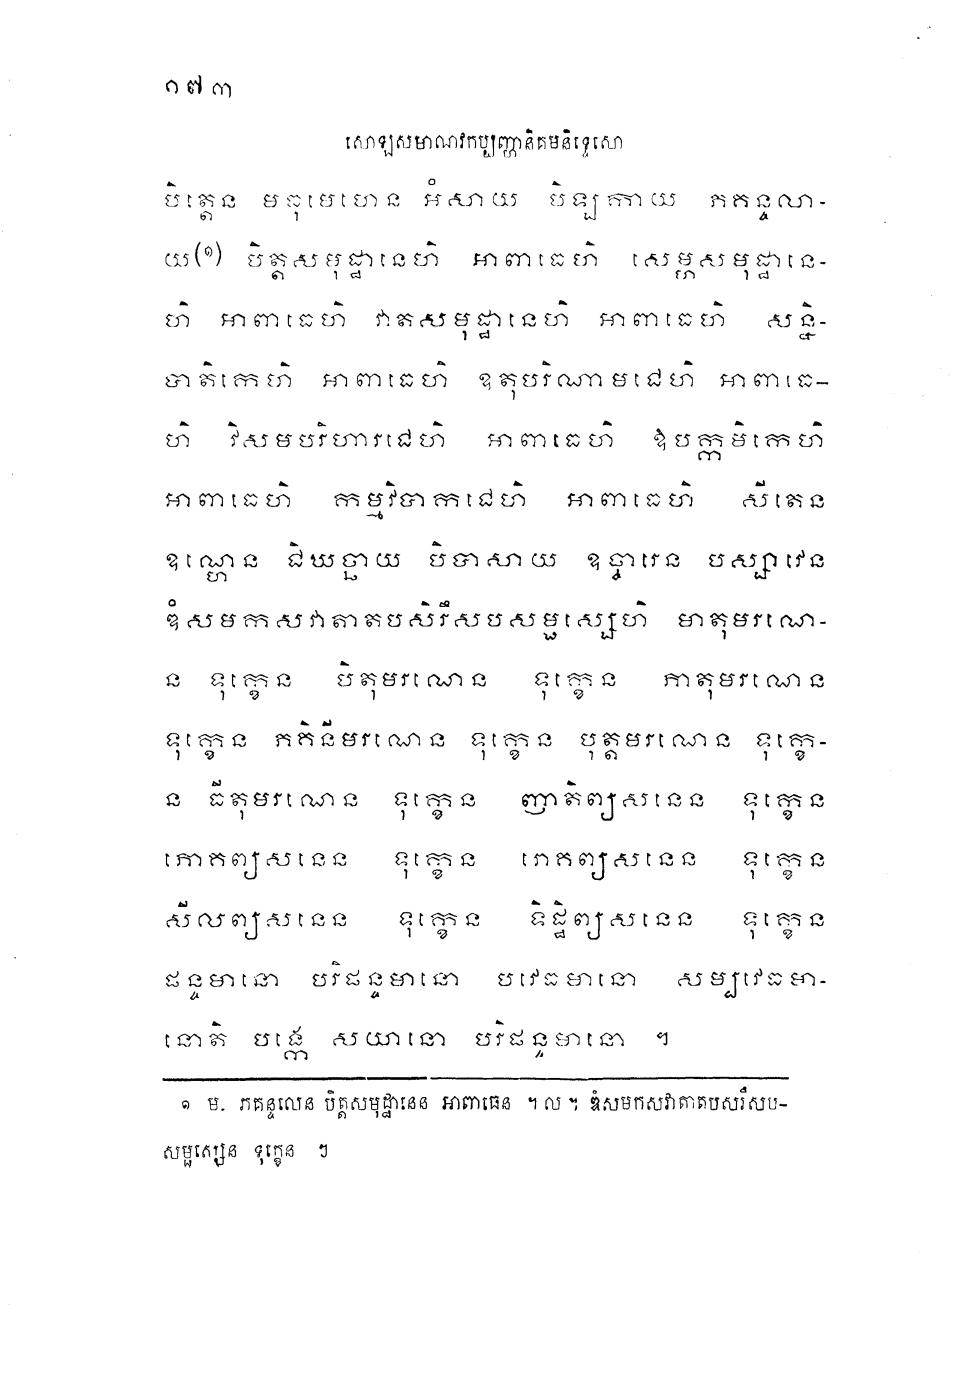 ១៧៣
សោឡសមាណវកប្បញ្ហានិគមនិទ្ទេសោ
បិត្តេន មធុមេហេន អំសាយ បិឡកាយ ភគន្ទលា-
យ(១) បិត្តសមុដ្ឋានេហិ អាពាធេហិ សេម្ហសមុដ្ឋានេ-
ហិ អាពាធេហិ វាតសមុដ្ឋានេហិ អាពាធេហិ សន្និ-
បាតិកេហិ អាពាធេហិ ឧតុបរិណាមជេហិ អាពាធេ-
ហិ វិសមបរិហារជេហិ អាពាធេហិ ឱបក្កមិកេហិ
អាពាធេហិ កម្មវិបាកជេហិ អាពាធេហិ សីតេន
ឧណ្ហេន ជិឃច្ឆាយ បិបាសាយ ឧច្ចារេន បស្សាវេន
ឌំសមកសវាតាតបសិរឹសបសម្ផស្សេហិ មាតុមរណេ-
ន ទុក្ខេន បិតុមរណេន ទុក្ខេន ភាតុមរណេន
ទុក្ខេន ភគិនីមរណេន ទុក្ខេន បុត្តមរណេន ទុក្ខេ-
ន ធីតុមរណេន ទុក្ខេន ញាតិព្យសនេន ទុក្ខេន
ភោគព្យសនេន ទុក្ខេន រោគព្យសនេន ទុក្ខេន
សីលព្យសនេន ទុក្ខេន ទិដ្ឋិព្យសនេន ទុក្ខេន
ផន្ទមានោ បរិផន្ទមានោ បវេធមានោ សម្បវេធមា-
នោតិ បង្កេ សយានោ បរិផន្ទមានោ ។
១ ម. ភគន្ទលេន បិត្តសមុដ្ឋានេន អាពាធេន ។ ល ។ ឌំសមកសវាតាតបសរឹសប-
សម្ផស្សេន ទុក្ខេន ។